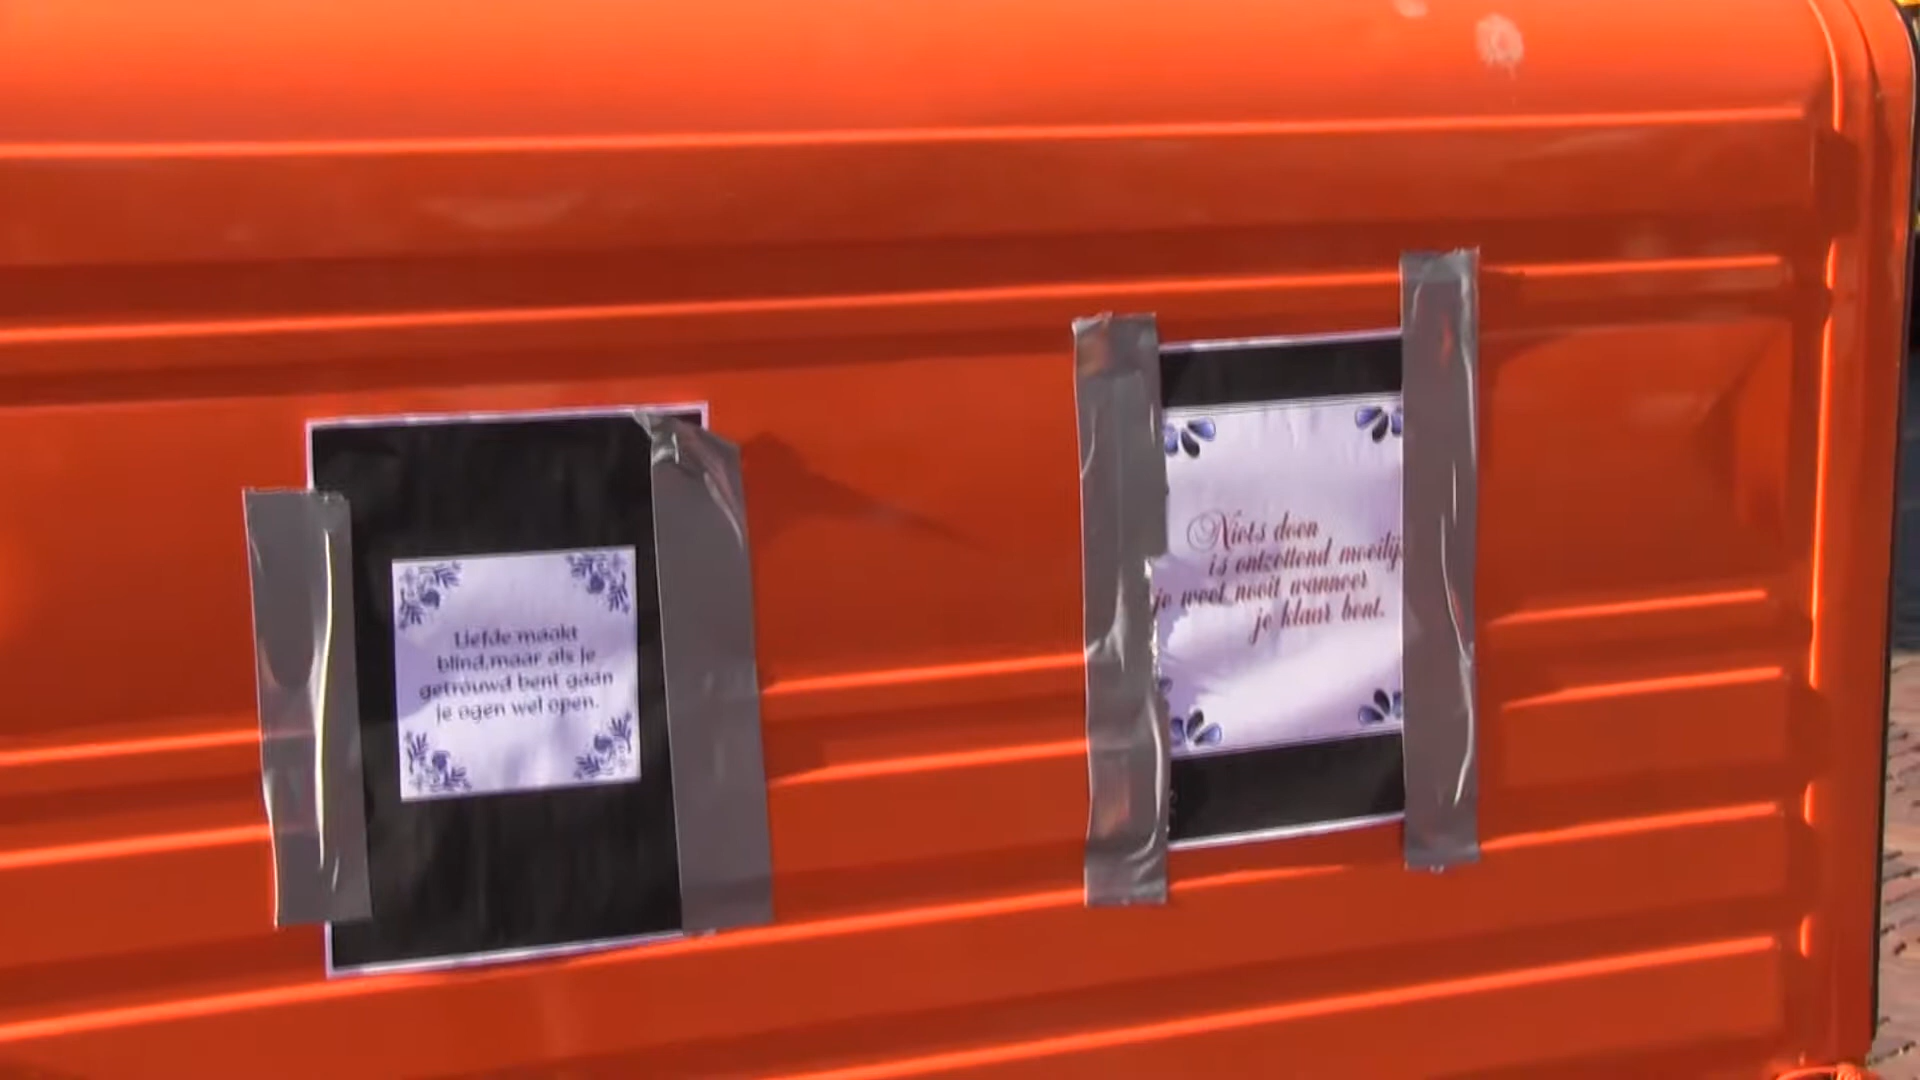 Liefde maakt
blind,maar als je
getrouwd bent gaan
je ogen wel open.
Niets doen
is ontzettend moeilij
je weet nooit wanneer
je klaar bent.